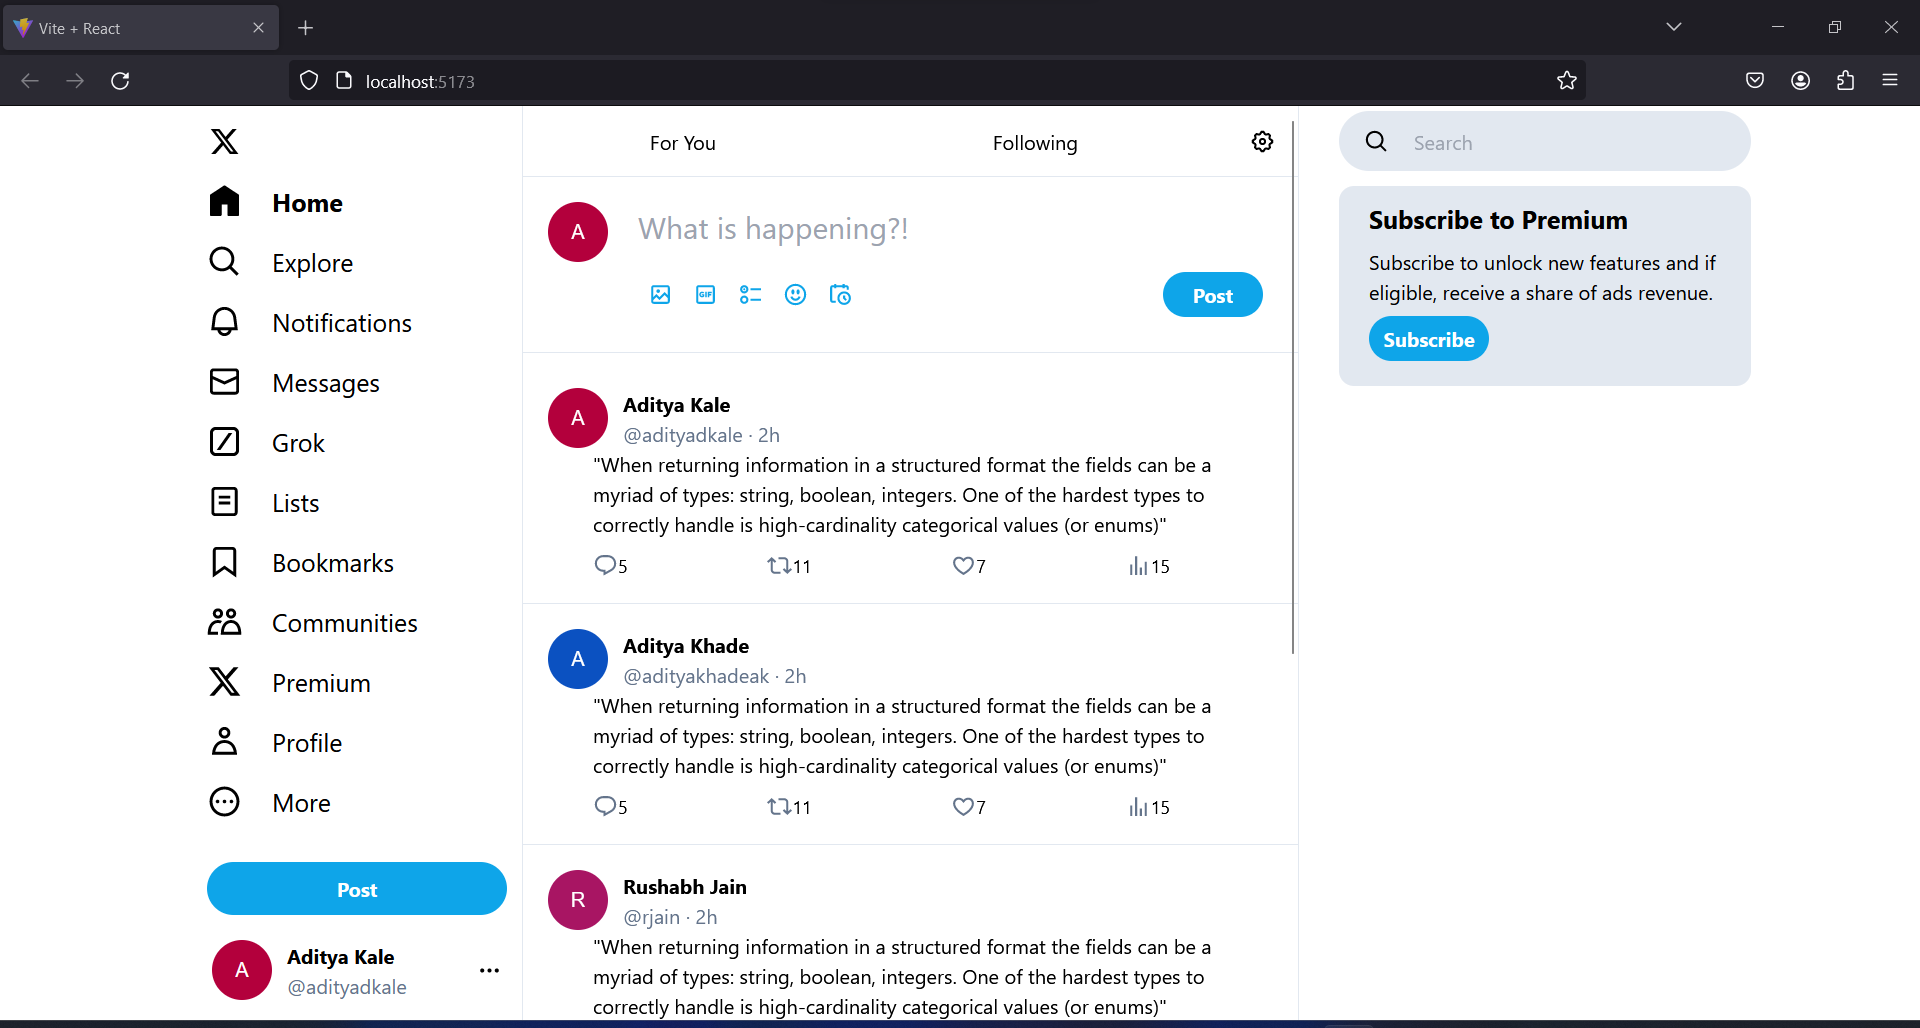 Vite + React
localhost:5173
Home
Explore
Notifications
Messages
Grok
Lists
Bookmarks
Communities
Premium
Profile
More
Post
A
Aditya Kale
@adityadkale
For You
Following
A
What is happening?!
GIF
Post
A
Aditya Kale
@adityadkale · 2h
"When returning information in a structured format the fields can be a
myriad of types: string, boolean, integers. One of the hardest types to
correctly handle is high-cardinality categorical values (or enums)"
5 11 7 15
A
Aditya Khade
@adityakhadeak · 2h
"When returning information in a structured format the fields can be a
myriad of types: string, boolean, integers. One of the hardest types to
correctly handle is high-cardinality categorical values (or enums)"
5 11 7 15
R
Rushabh Jain
@rjain · 2h
"When returning information in a structured format the fields can be a
myriad of types: string, boolean, integers. One of the hardest types to
correctly handle is high-cardinality categorical values (or enums)"
Search
Subscribe to Premium
Subscribe to unlock new features and if
eligible, receive a share of ads revenue.
Subscribe